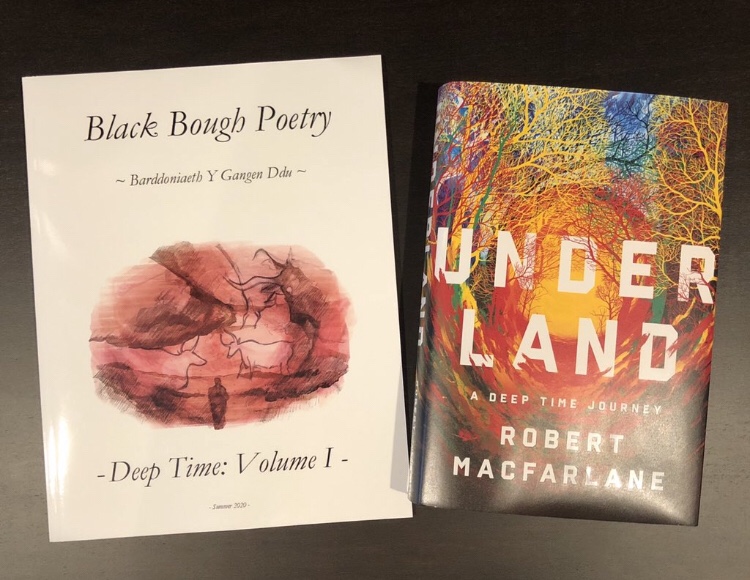 Black Bough Poetry
~ Barddoniaeth Y Gangen Ddu ~
-Deep Time: Volume I -
- Summer 2020 -
UNDER
LAND
A DEEP TIME JOURNEY
ROBERT
MACFARLANE